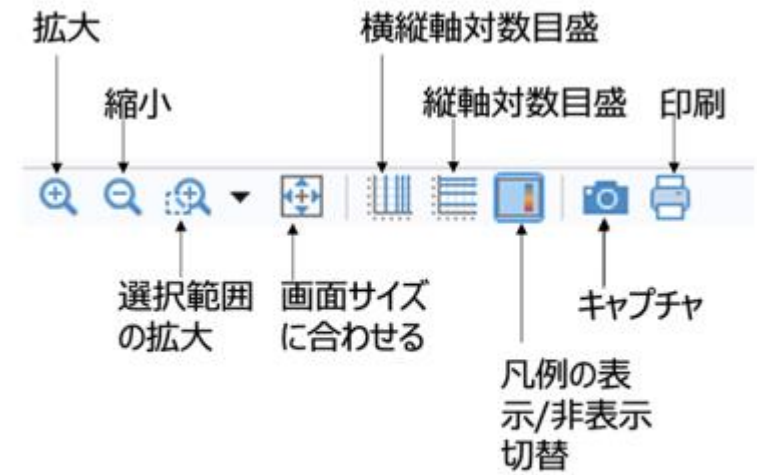 拡大
横縦軸対数目盛
縮小
縦軸対数目盛
印刷
選択範囲
の拡大
画面サイズ
に合わせる
キャプチャ
凡例の表
示/非表示
切替